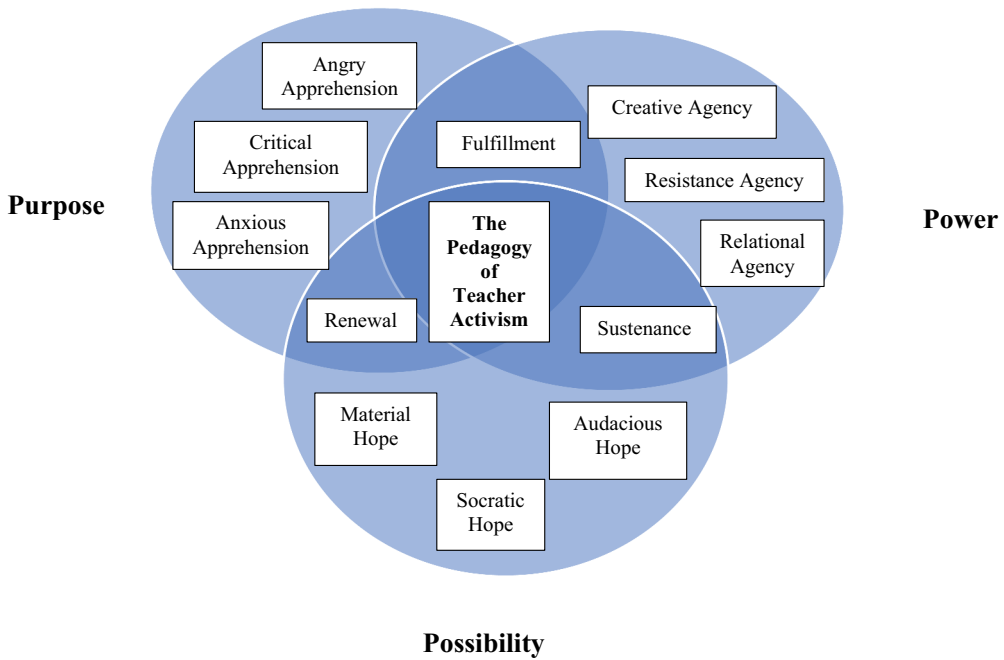 Angry
Apprehension
Creative Agency
Critical
Apprehension
Fulfillment
Resistance Agency
Purpose
Anxious
Apprehension
The
Pedagogy
of
Teacher
Activism
Power
Relational
Agency
Renewal
Sustenance
Material
Hope
Audacious
Hope
Socratic
Hope
Possibility